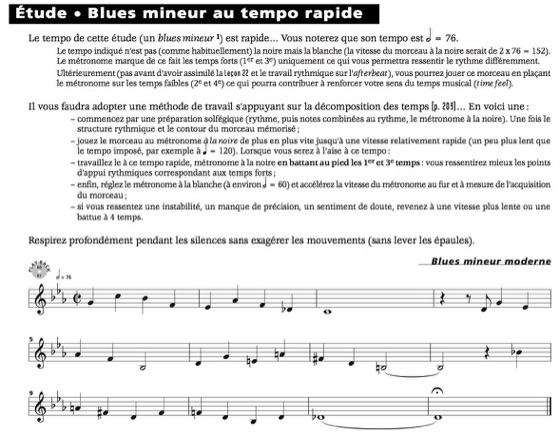 Étude • Blues mineur au tempo rapide
Le tempo de cette étude (un blues mineur ¹) est rapide... Vous noterez que son tempo est 𝅗𝅥 = 76.
Le tempo indiqué n'est pas (comme habituellement) la noire mais la blanche (la vitesse du morceau à la noire serait de 2 x 76 = 152).
Le métronome marque de ce fait les temps forts (1er et 3e) uniquement ce qui vous permettra ressentir le rythme différemment.
Ultérieurement (pas avant d'avoir assimilé la leçon 22 et le travail rythmique sur l'afterbeat), vous pourrez jouer ce morceau en plaçant
le métronome sur les temps faibles (2e et 4e) ce qui pourra contribuer à renforcer votre sens du temps musical (time feel).
Il vous faudra adopter une méthode de travail s'appuyant sur la décomposition des temps [p. 209]... En voici une :
– commencez par une préparation solfégique (rythme, puis notes combinées au rythme, le métronome à la noire). Une fois le
structure rythmique et le contour du morceau mémorisé ;
– jouez le morceau au métronome à la noire de plus en plus vite jusqu'à une vitesse relativement rapide (un peu plus lent que
le tempo imposé, par exemple à ♩ = 120). Lorsque vous serez à l'aise à ce tempo :
– travaillez le à ce tempo rapide, métronome à la noire en battant au pied les 1er et 3e temps : vous ressentirez mieux les points
d'appui rythmiques correspondant aux temps forts ;
– enfin, réglez le métronome à la blanche (à environ 𝅗𝅥 = 60) et accélérez la vitesse du métronome au fur et à mesure de l'acquisition
du morceau ;
– si vous ressentez une instabilité, un manque de précision, un sentiment de doute, revenez à une vitesse plus lente ou une
battue à 4 temps.
Respirez profondément pendant les silences sans exagérer les mouvements (sans lever les épaules).
Blues mineur moderne
𝅗𝅥 = 76
5
9